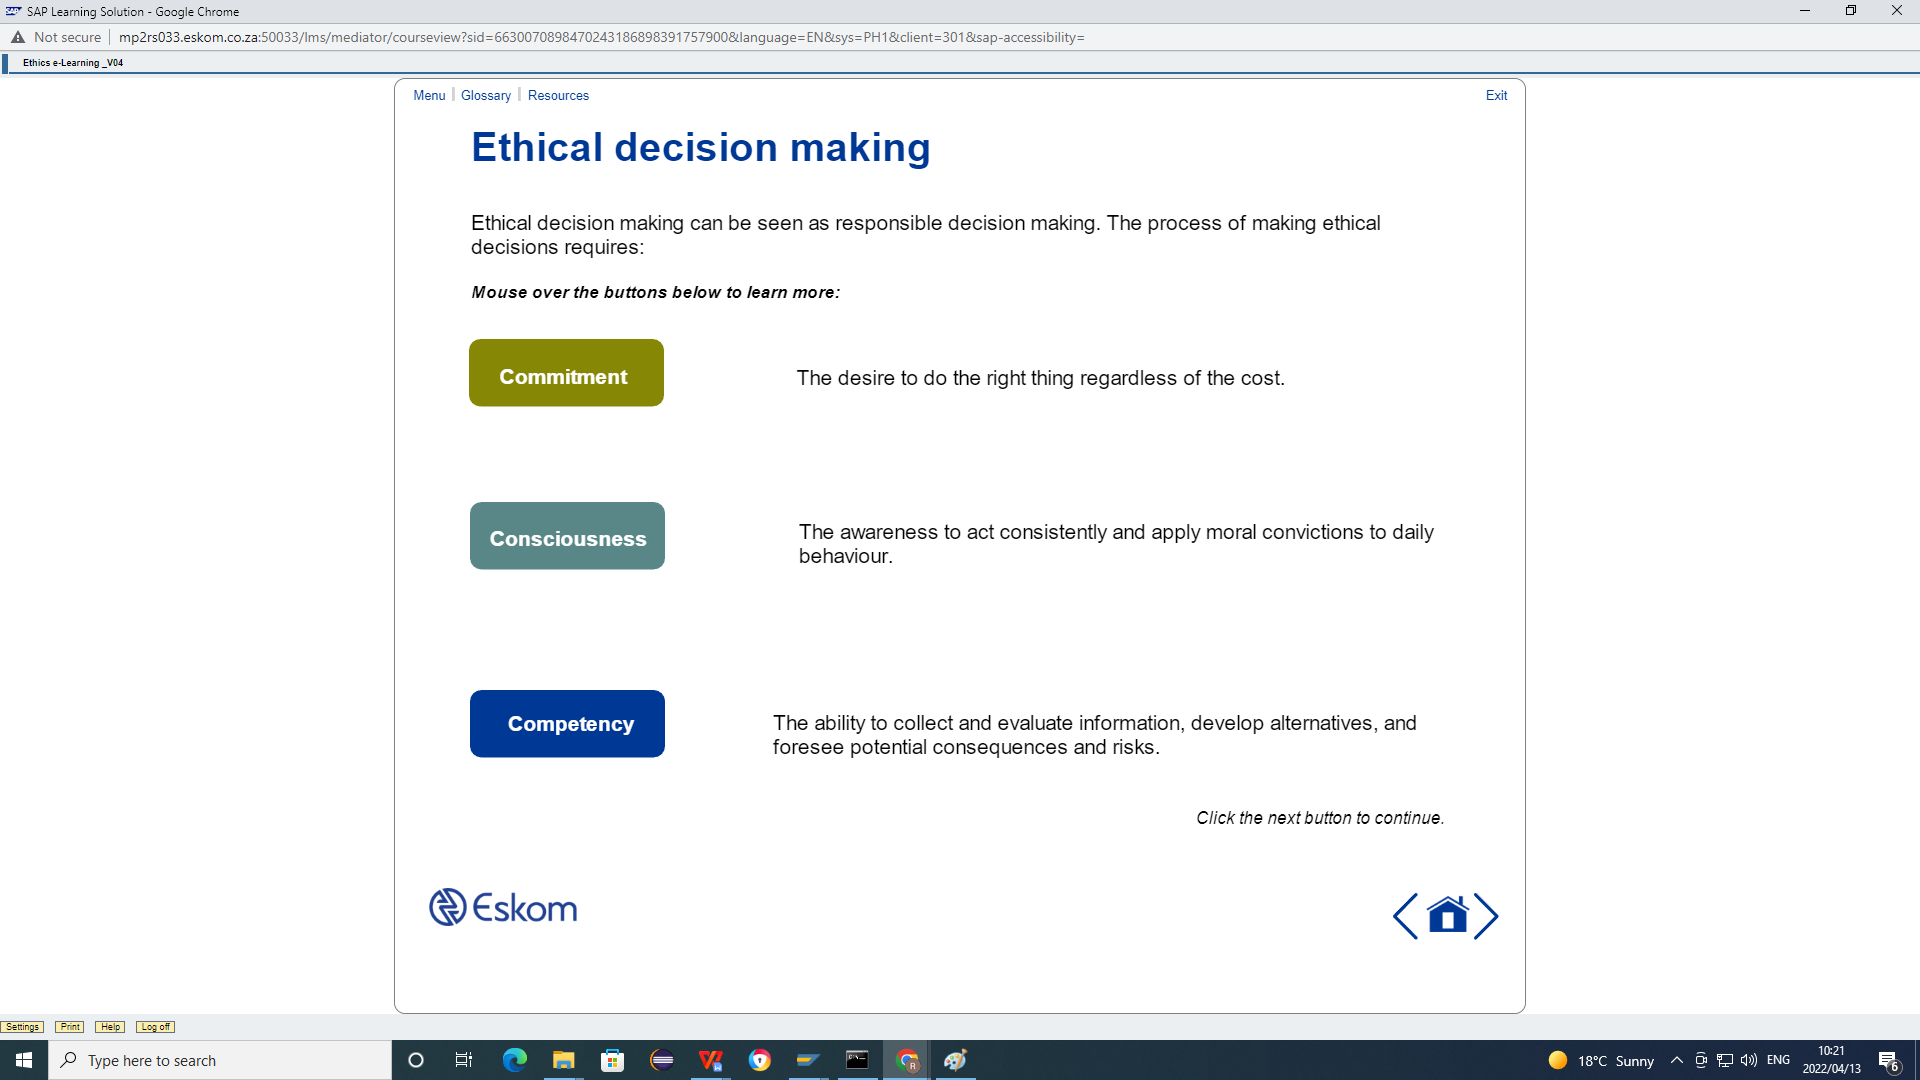 SAP Learning Solution - Google Chrome
Not secure
mp2rs033.eskom.co.za:50033/lms/mediator/courseview?sid=6630070898470243186898391757900&language=EN&sys=PH1&client=301&sap-accessibility=
Ethics e-Learning _V04
Menu Glossary Resources Exit
Ethical decision making
Ethical decision making can be seen as responsible decision making. The process of making ethical
decisions requires:
Mouse over the buttons below to learn more:
Commitment
The desire to do the right thing regardless of the cost.
Consciousness
The awareness to act consistently and apply moral convictions to daily
behaviour.
Competency
The ability to collect and evaluate information, develop alternatives, and
foresee potential consequences and risks.
Click the next button to continue.
Eskom
Settings Print Help Log off
Type here to search
18°C Sunny
ENG
10:21
2022/04/13
6